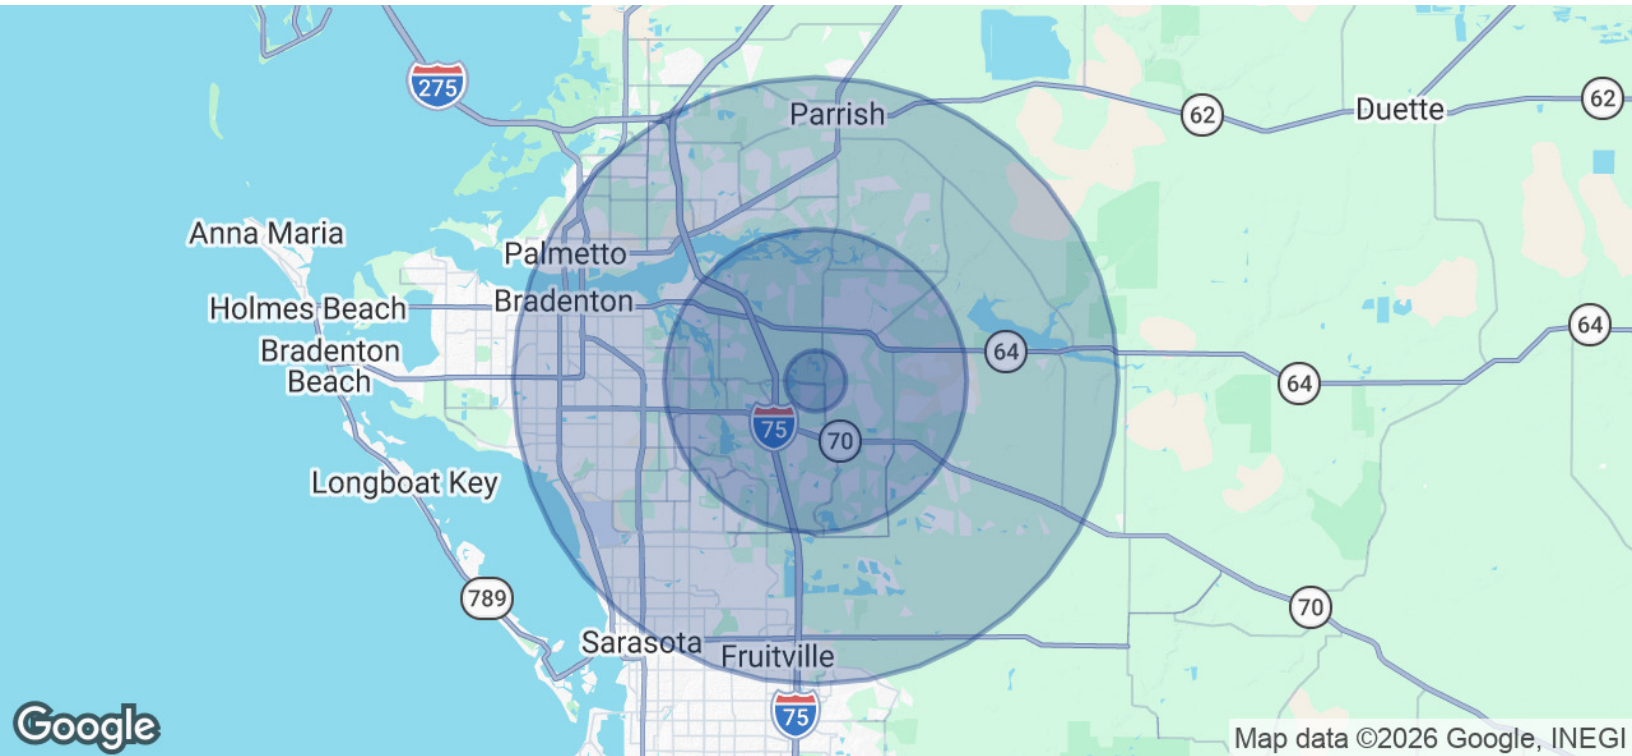 275
Parrish
62
Duette
62
Anna Maria
Palmetto
Holmes Beach
Bradenton
Bradenton
Beach
64
64
64
75
70
Longboat Key
789
70
Sarasota
Fruitville
75
Google
Map data ©2026 Google, INEGI